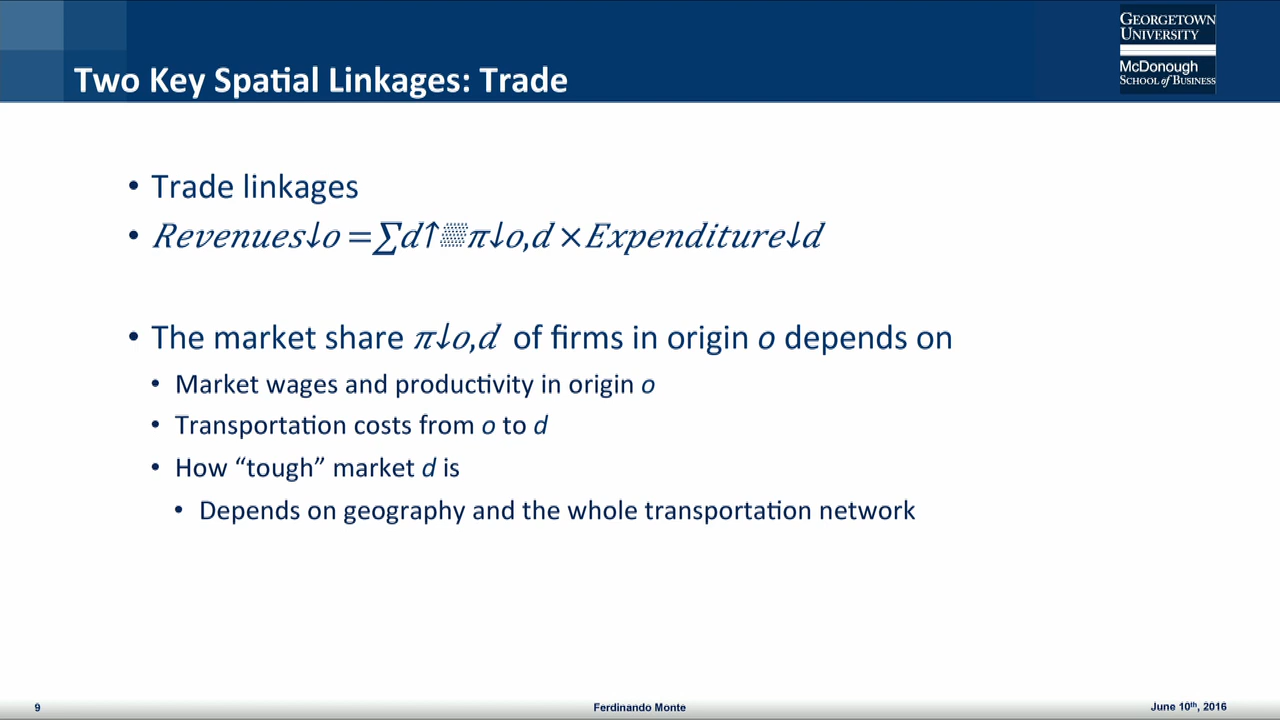 GEORGETOWN
UNIVERSITY
McDonough
SCHOOL of BUSINESS
Two Key Spatial Linkages: Trade
• Trade linkages
• Revenues↓o =∑d↑▒π↓o,d ×Expenditure↓d
• The market share π↓o,d of firms in origin o depends on
• Market wages and productivity in origin o
• Transportation costs from o to d
• How “tough” market d is
• Depends on geography and the whole transportation network
9
Ferdinando Monte
June 10th, 2016